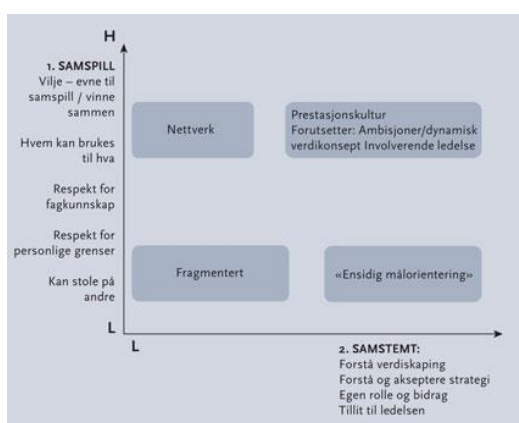 H
1. SAMSPILL
Vilje – evne til
samspill / vinne
sammen
Hvem kan brukes
til hva
Respekt for
fagkunnskap
Respekt for
personlige grenser
Kan stole på
andre
L
Nettverk
Prestasjonskultur
Forutsetter: Ambisjoner/dynamisk
verdikonsept Involverende ledelse
Fragmentert
«Ensidig målorientering»
L
2. SAMSTEMT:
Forstå verdiskaping
Forstå og akseptere strategi
Egen rolle og bidrag
Tillit til ledelsen